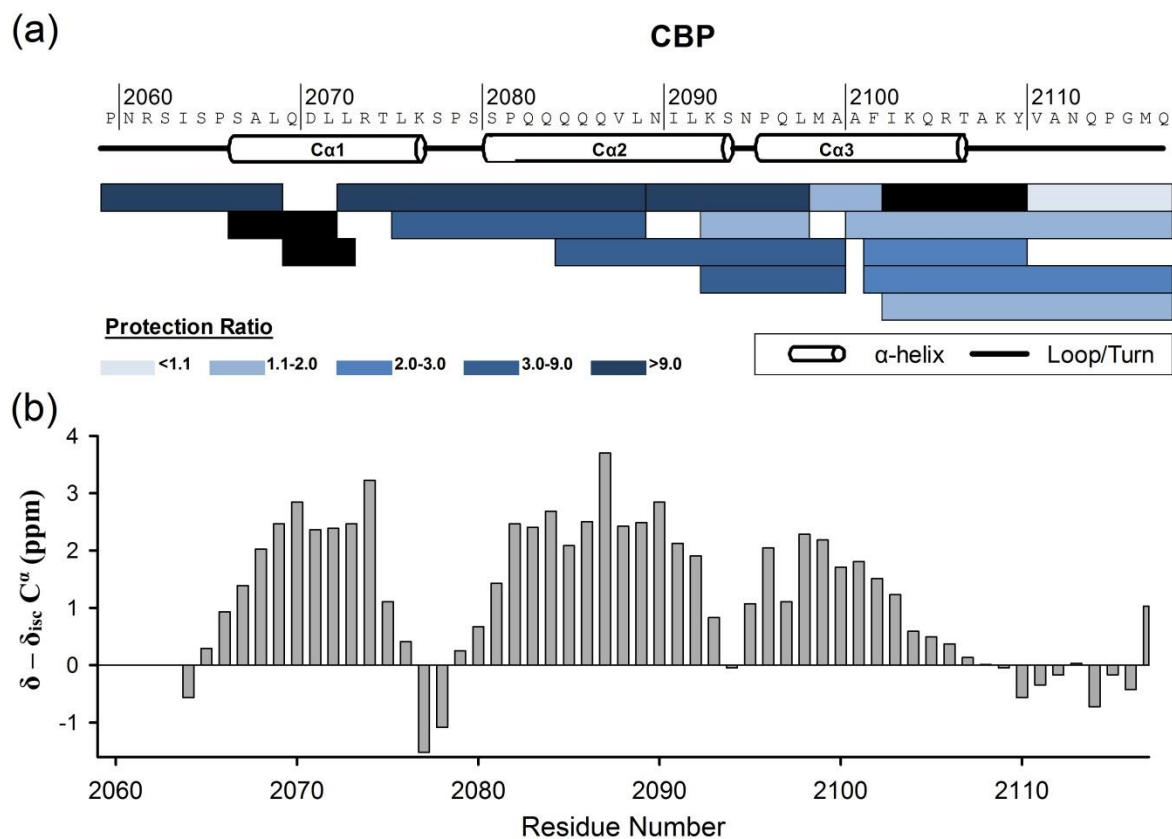 (a)
CBP
2060 2070 2080 2090 2100 2110
P N R S I S P S A L Q D L L R T L K S P S S P Q Q Q Q Q V L N I L K S N P Q L M A A F I K Q R T A K Y V A N Q P G M Q
Cα1 Cα2 Cα3
Protection Ratio
<1.1 1.1-2.0 2.0-3.0 3.0-9.0 >9.0
α-helix Loop/Turn
(b)
δ – δisc Cα (ppm)
4
3
2
1
0
-1
2060 2070 2080 2090 2100 2110
Residue Number